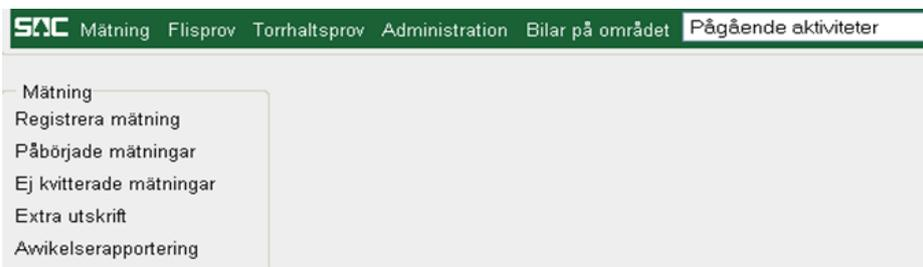 SDC Mätning Flisprov Torrhaltsprov Administration Bilar på området Pågående aktiviteter
Mätning
Registrera mätning
Påbörjade mätningar
Ej kvitterade mätningar
Extra utskrift
Avvikelserapportering